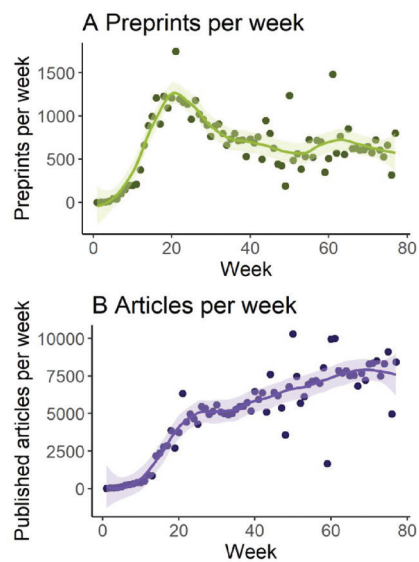 A Preprints per week
Preprints per week
1500
1000
500
0
0 20 40 60 80
Week
B Articles per week
Published articles per week
10000
7500
5000
2500
0
0 20 40 60 80
Week